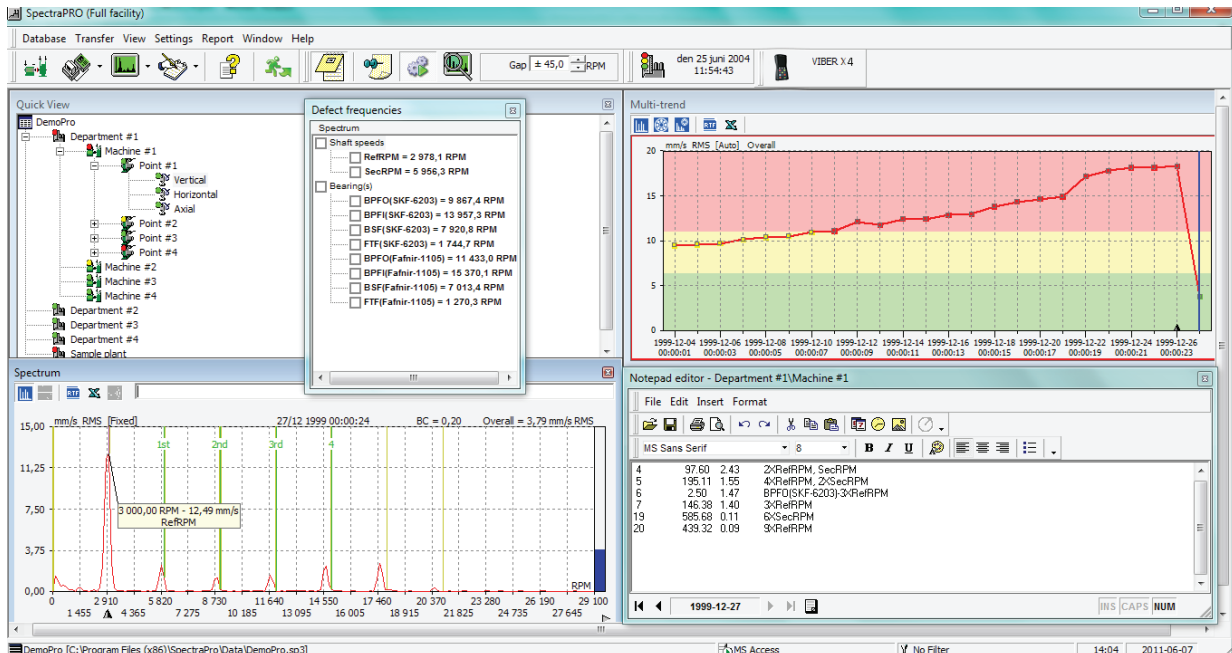 SpectraPRO (Full facility)
Database Transfer View Settings Report Window Help
Gap ± 45,0 RPM
den 25 juni 2004
11:54:43
VIBER X4
Quick View
DemoPro
Department #1
Machine #1
Point #1
Vertical
Horizontal
Axial
Point #2
Point #3
Point #4
Machine #2
Machine #3
Machine #4
Department #2
Department #3
Department #4
Sample plant
Defect frequencies
Spectrum
Shaft speeds
RefRPM = 2 978,1 RPM
SecRPM = 5 956,3 RPM
Bearing(s)
BPFO(SKF-6203) = 9 867,4 RPM
BPFI(SKF-6203) = 13 957,3 RPM
BSF(SKF-6203) = 7 920,8 RPM
FTF(SKF-6203) = 1 744,7 RPM
BPFO(Fafnir-1105) = 11 433,0 RPM
BPFI(Fafnir-1105) = 15 370,1 RPM
BSF(Fafnir-1105) = 7 013,4 RPM
FTF(Fafnir-1105) = 1 270,3 RPM
Multi-trend
RTF
mm/s RMS [Auto] Overall
20
15
10
5
0
1999-12-04 1999-12-06 1999-12-08 1999-12-10 1999-12-12 1999-12-14 1999-12-16 1999-12-18 1999-12-20 1999-12-22 1999-12-24 1999-12-26
00:00:01 00:00:03 00:00:05 00:00:07 00:00:09 00:00:11 00:00:13 00:00:15 00:00:17 00:00:19 00:00:21 00:00:23
Spectrum
RTF
mm/s RMS [Fixed] 27/12 1999 00:00:24 BC = 0,20 Overall = 3,79 mm/s RMS
15,00
1st 2nd 3rd 4
11,25
7,50
3 000,00 RPM - 12,49 mm/s
RefRPM
3,75
0,00
RPM
0 2 910 5 820 8 730 11 640 14 550 17 460 20 370 23 280 26 190 29 100
1 455 4 365 7 275 10 185 13 095 16 005 18 915 21 825 24 735 27 645
Notepad editor - Department #1\Machine #1
File Edit Insert Format
MS Sans Serif 8 B I U
4 97.60 2.43 2XRefRPM, SecRPM
5 195.11 1.55 4XRefRPM, 2XSecRPM
6 2.50 1.47 BPFO(SKF-6203)-3XRefRPM
7 146.38 1.40 3XRefRPM
19 585.68 0.11 6XSecRPM
20 439.32 0.09 9XRefRPM
1999-12-27
INS CAPS NUM
DemoPro [C:\Program Files (x86)\SpectraPro\Data\DemoPro.sp3] MS Access No Filter 14:04 2011-06-07